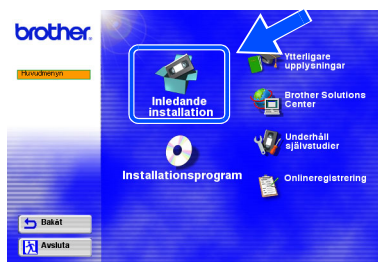 brother.
Huvudmenyn
Inledande
installation
Installationsprogram
Ytterligare
upplysningar
Brother Solutions
Center
Underhåll
självstudier
Onlineregistrering
Bakåt
Avsluta